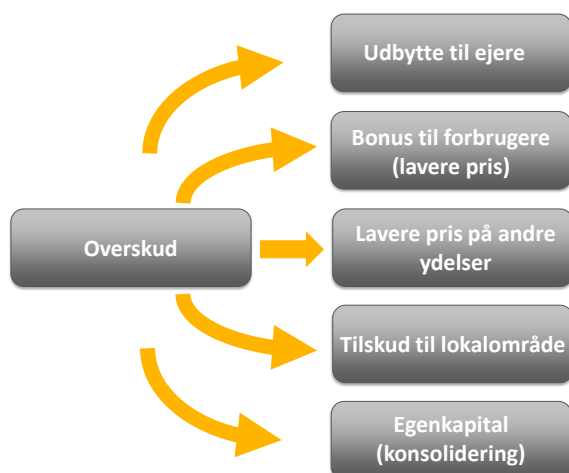 Udbytte til ejere
Bonus til forbrugere
(lavere pris)
Overskud
Lavere pris på andre
ydelser
Tilskud til lokalområde
Egenkapital
(konsolidering)